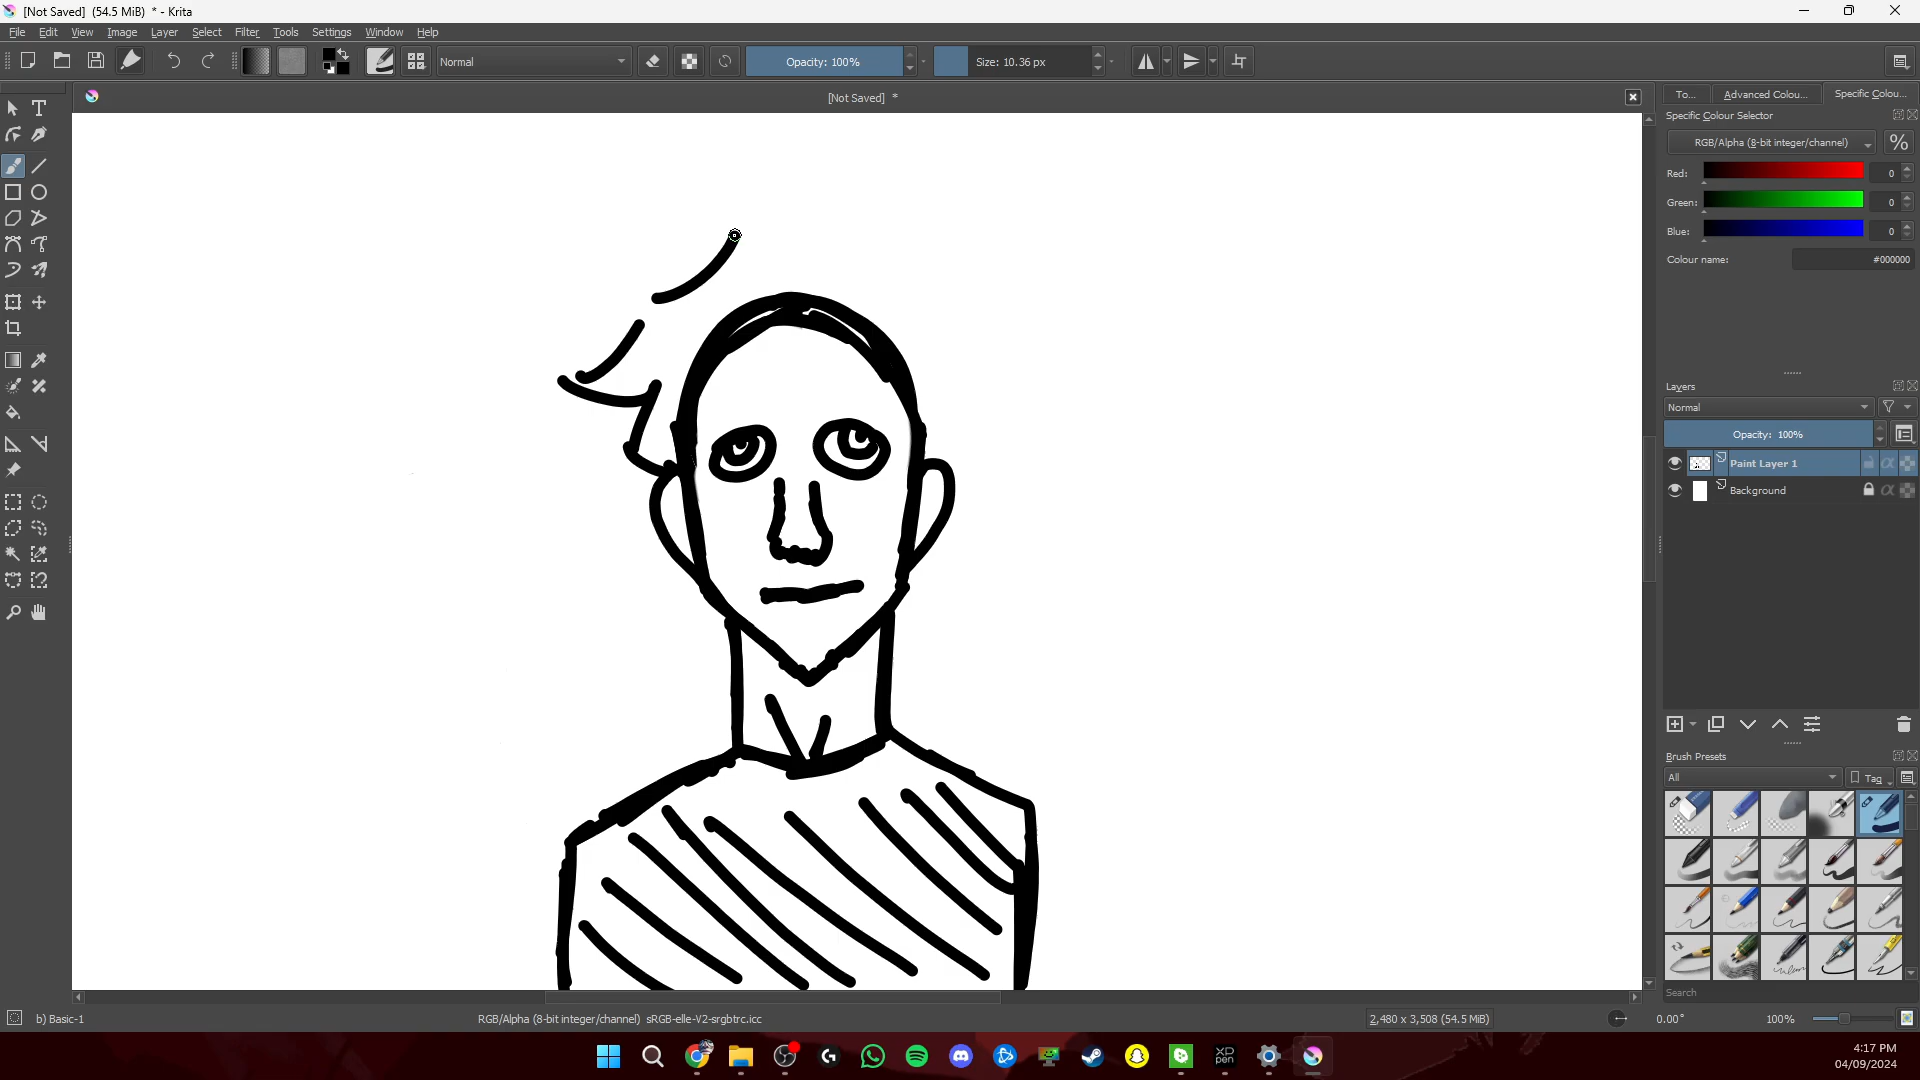 [Not Saved] (54.5 MiB) * - Krita
File Edit View Image Layer Select Filter Tools Settings Window Help
Normal
Opacity: 100%
Size: 10.36 px
[Not Saved] *
To...
Advanced Colou...
Specific Colou...
Specific Colour Selector
RGB/Alpha (8-bit integer/channel)
%
Red: 0
Green: 0
Blue: 0
Colour name: #000000
Layers
Normal
Opacity: 100%
Paint Layer 1
Background
Brush Presets
All
Tag
Search
b) Basic-1
RGB/Alpha (8-bit integer/channel) sRGB-elle-V2-srgbtrc.icc
2,480 x 3,508 (54.5 MiB)
0.00°
100%
XP
pen
4:17 PM
04/09/2024